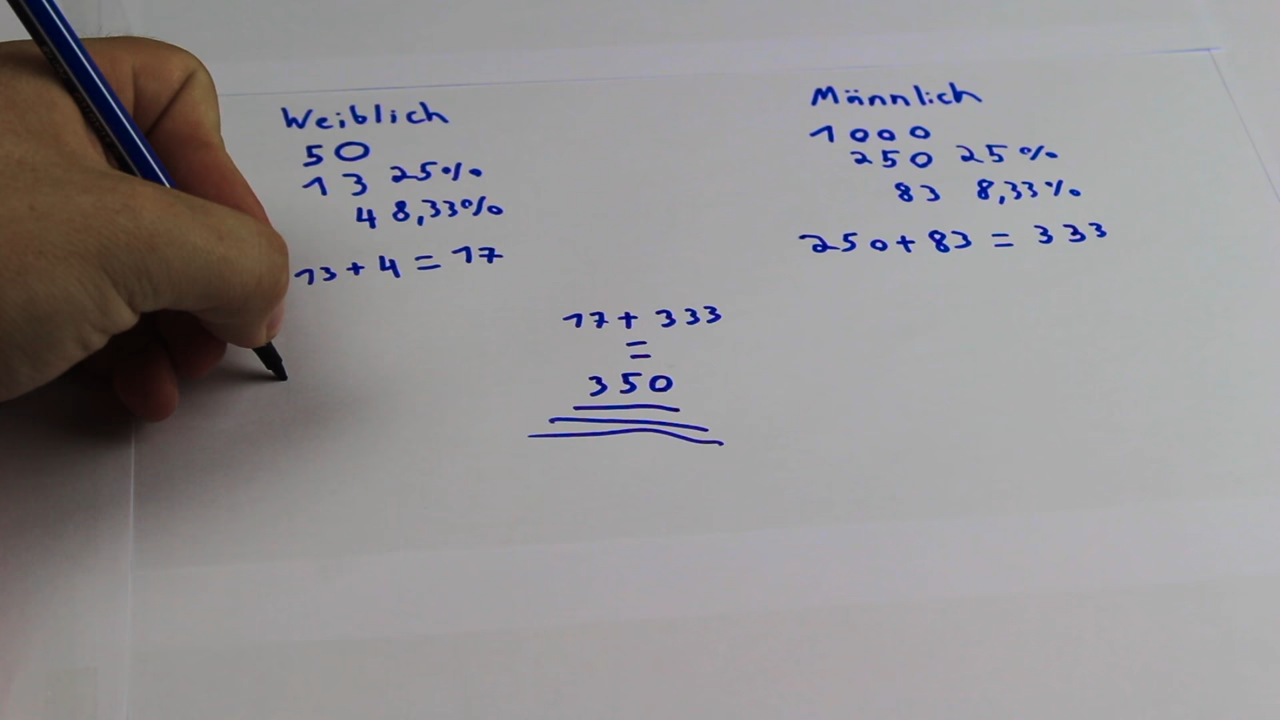 Weiblich
50
13 25%
4 8,33%
13 + 4 = 17
Männlich
1000
250 25%
83 8,33%
250 + 83 = 333
17 + 333
=
350